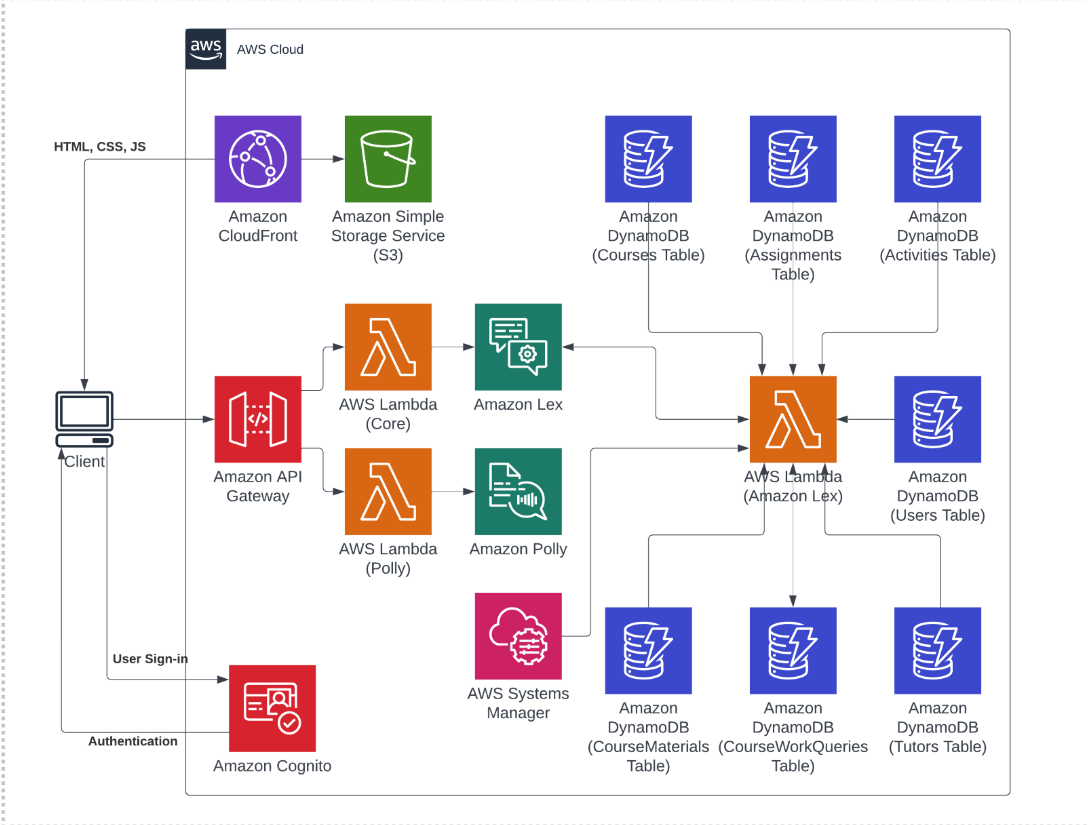 aws
AWS Cloud
HTML, CSS, JS
Amazon
CloudFront
Amazon Simple
Storage Service
(S3)
Amazon
DynamoDB
(Courses Table)
Amazon
DynamoDB
(Assignments
Table)
Amazon
DynamoDB
(Activities Table)
AWS Lambda
(Core)
Amazon Lex
Client
</>
Amazon API
Gateway
AWS Lambda
(Amazon Lex)
Amazon
DynamoDB
(Users Table)
AWS Lambda
(Polly)
Amazon Polly
User Sign-in
Authentication
Amazon Cognito
AWS Systems
Manager
Amazon
DynamoDB
(CourseMaterials
Table)
Amazon
DynamoDB
(CourseWorkQueries
Table)
Amazon
DynamoDB
(Tutors Table)